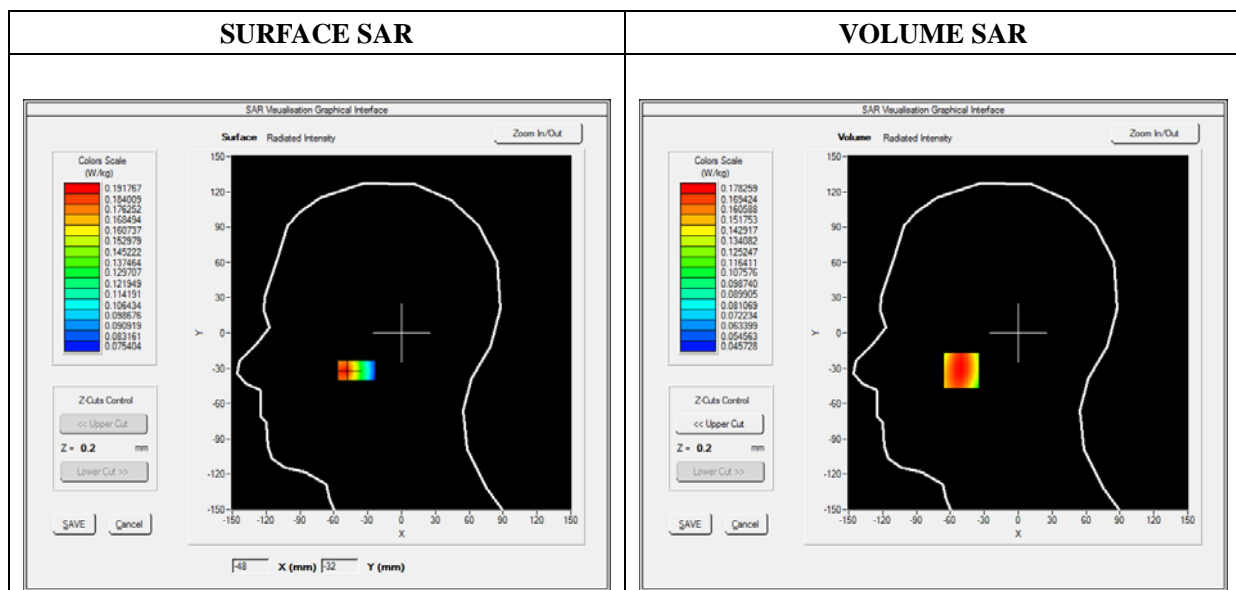 SURFACE SAR
SAR Visualisation Graphical Interface
Surface Radiated Intensity
Zoom In/Out
Colors Scale
(W/kg)
0.191767
0.184009
0.176252
0.168494
0.160737
0.152979
0.145222
0.137464
0.129707
0.121949
0.114191
0.106434
0.098676
0.090919
0.083161
0.075404
Z-Cuts Control
<< Upper Cut
Z = 0.2 mm
Lower Cut >>
SAVE Cancel
150
120
90
60
30
0
-30
-60
-90
-120
-150
Y
-150 -120 -90 -60 -30 0 30 60 90 120 150
X
-48 X (mm) -32 Y (mm)
VOLUME SAR
SAR Visualisation Graphical Interface
Volume Radiated Intensity
Zoom In/Out
Colors Scale
(W/kg)
0.178259
0.169424
0.160588
0.151753
0.142917
0.134082
0.125247
0.116411
0.107576
0.098740
0.089905
0.081069
0.072234
0.063399
0.054563
0.045728
Z-Cuts Control
<< Upper Cut
Z = 0.2 mm
Lower Cut >>
SAVE Cancel
150
120
90
60
30
0
-30
-60
-90
-120
-150
Y
-150 -120 -90 -60 -30 0 30 60 90 120 150
X